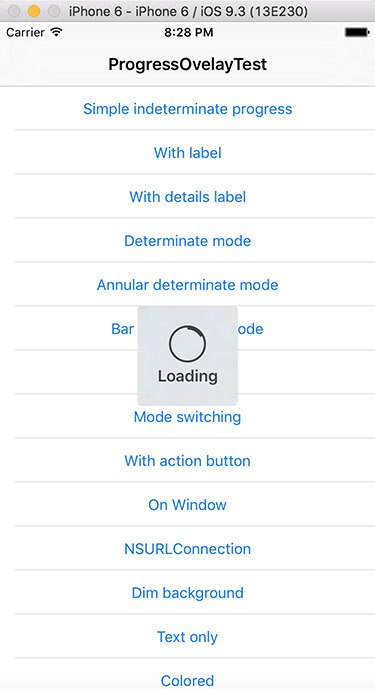 iPhone 6 - iPhone 6 / iOS 9.3 (13E230)
Carrier 8:28 PM
ProgressOvelayTest
Simple indeterminate progress
With label
With details label
Determinate mode
Annular determinate mode
Bar ode
Loading
Mode switching
With action button
On Window
NSURLConnection
Dim background
Text only
Colored